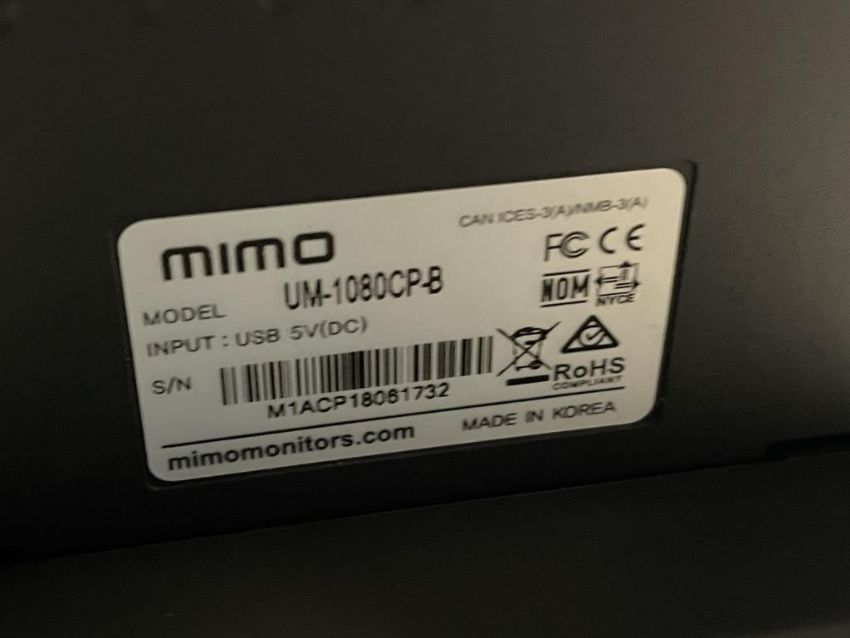 mimo
CAN ICES-3(A)/NMB-3(A)
FC CE
MODEL UM-1080CP-B
NOM NYCE
INPUT : USB 5V(DC)
S/N
M1ACP18061732
RoHS
COMPLIANT
mimomonitors.com MADE IN KOREA